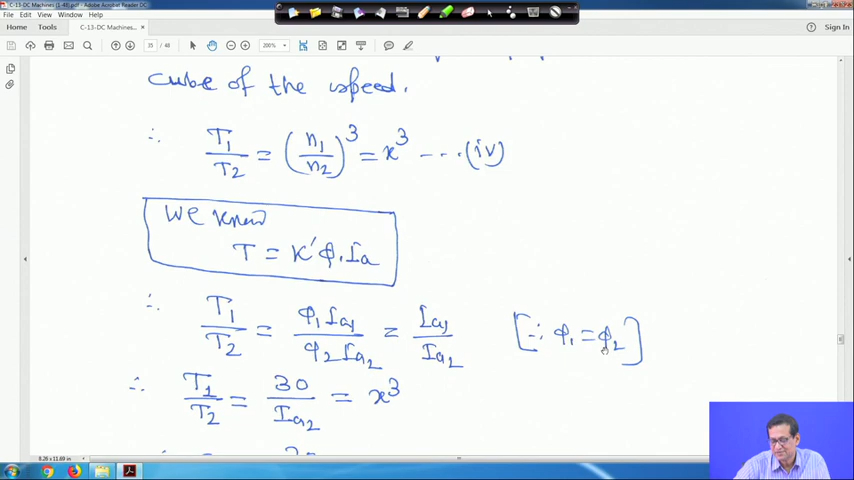 C-13-DC Machines (1-48).pdf - Adobe Acrobat Reader DC
File Edit View Window Help
Home Tools C-13-DC Machines (1-... × Sign In
35 / 48 200%
cube of the speed.
∴ T₁/T₂ = (n₁/n₂)³ = x³ ---- (iv)
We know
T = K′ φ. Ia
∴ T₁/T₂ = φ₁ Ia₁/φ₂ Ia₂ = Ia₁/Ia₂ [∵ φ₁ = φ₂]
∴ T₁/T₂ = 30/Ia₂ = x³
8.26 x 11.69 in